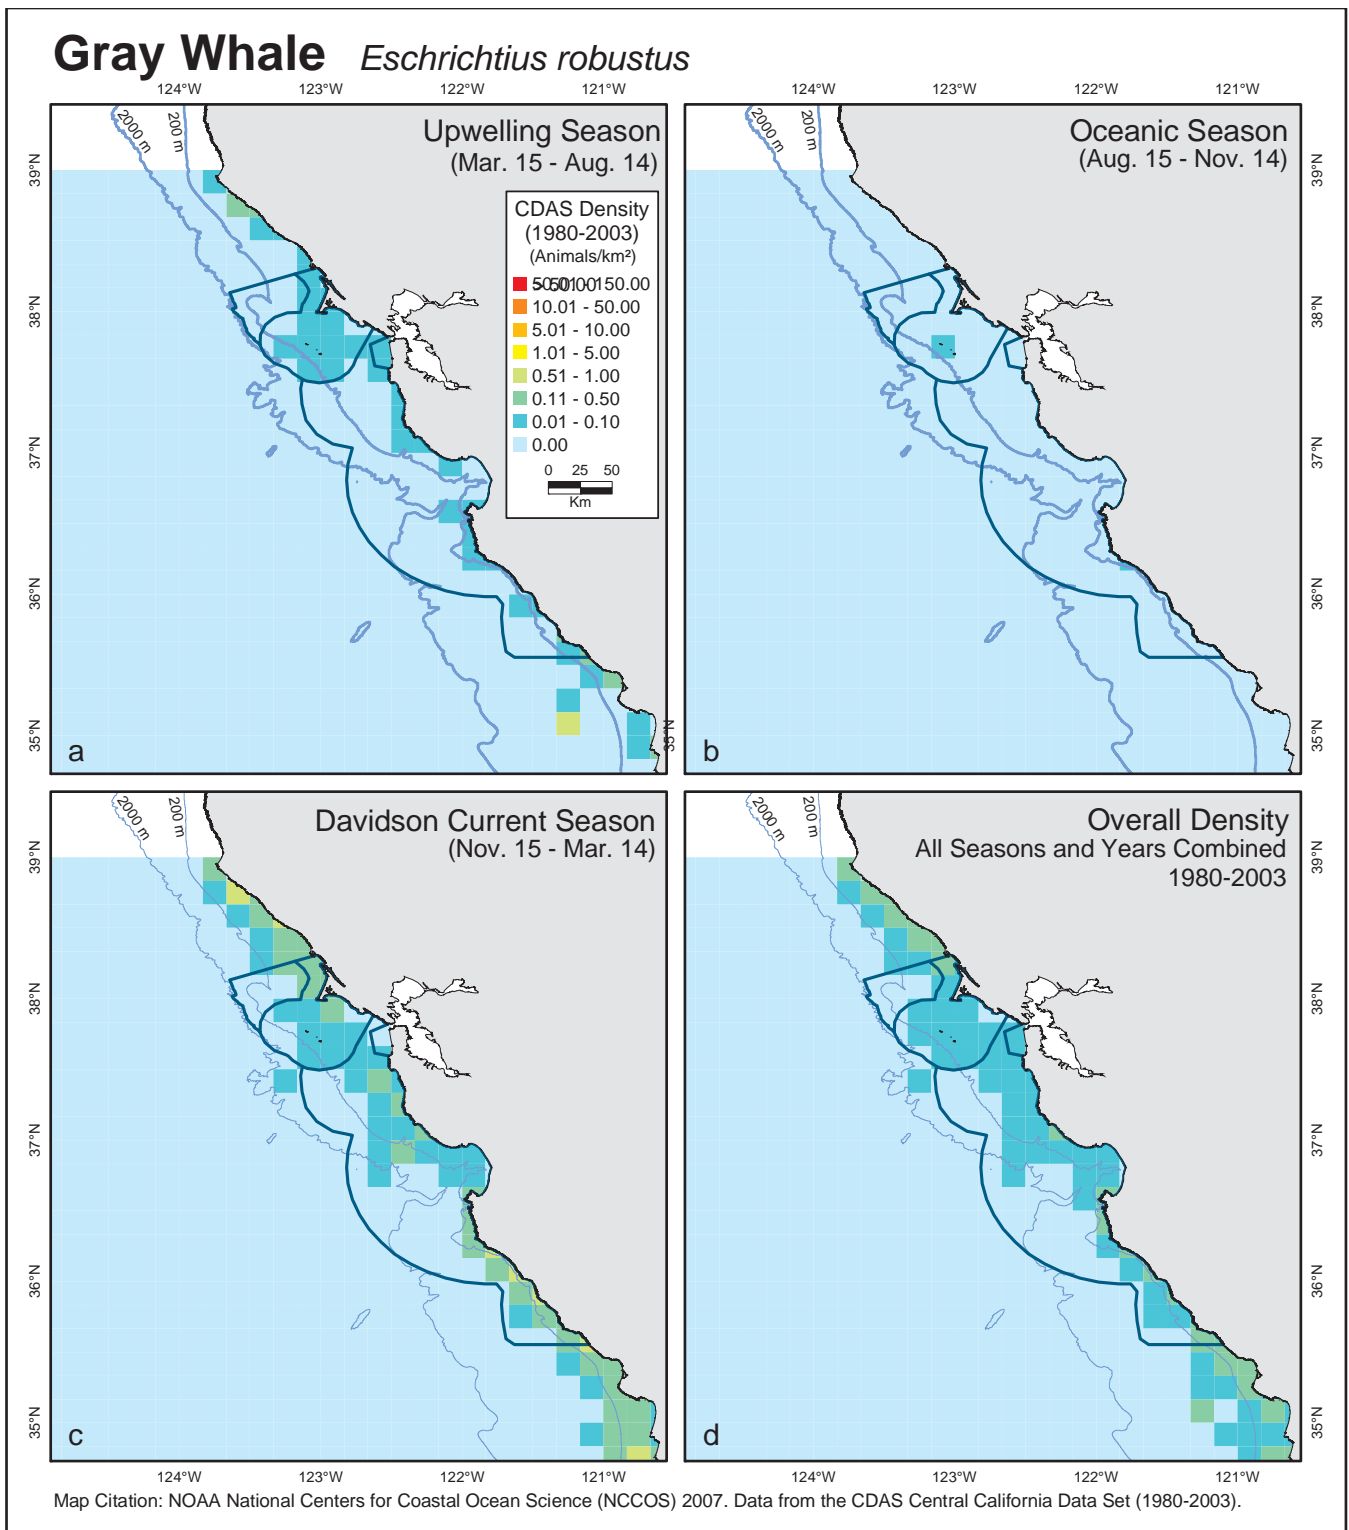 Gray Whale Eschrichtius robustus
124°W 123°W 122°W 121°W 124°W 123°W 122°W 121°W
2000 m 200 m
Upwelling Season
(Mar. 15 - Aug. 14)
39°N
38°N
37°N
36°N
35°N
CDAS Density
(1980-2003)
(Animals/km²)
50.01 - 150.00
10.01 - 50.00
5.01 - 10.00
1.01 - 5.00
0.51 - 1.00
0.11 - 0.50
0.01 - 0.10
0.00
0 25 50
Km
a
35°N
2000 m 200 m
Oceanic Season
(Aug. 15 - Nov. 14)
39°N
38°N
37°N
36°N
35°N
b
2000 m 200 m
Davidson Current Season
(Nov. 15 - Mar. 14)
39°N
38°N
37°N
36°N
35°N
c
2000 m 200 m
Overall Density
All Seasons and Years Combined
1980-2003
39°N
38°N
37°N
36°N
35°N
d
124°W 123°W 122°W 121°W 124°W 123°W 122°W 121°W
Map Citation: NOAA National Centers for Coastal Ocean Science (NCCOS) 2007. Data from the CDAS Central California Data Set (1980-2003).